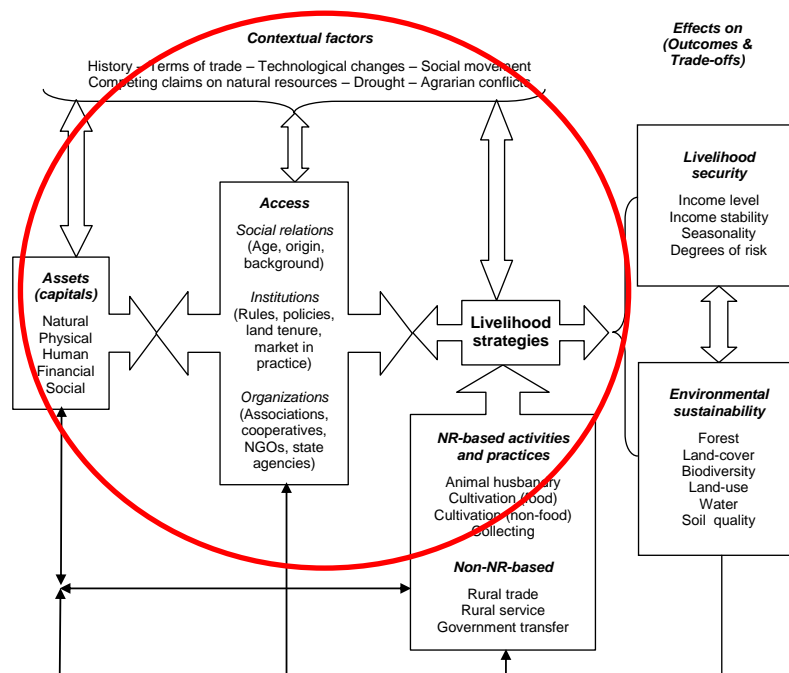 Contextual factors
History – Terms of trade – Technological changes – Social movement
Competing claims on natural resources – Drought – Agrarian conflicts
Effects on
(Outcomes &
Trade-offs)
Assets
(capitals)
Natural
Physical
Human
Financial
Social
Access
Social relations
(Age, origin,
background)
Institutions
(Rules, policies,
land tenure,
market in
practice)
Organizations
(Associations,
cooperatives,
NGOs, state
agencies)
Livelihood
strategies
NR-based activities
and practices
Animal husbandry
Cultivation (food)
Cultivation (non-food)
Collecting
Non-NR-based
Rural trade
Rural service
Government transfer
Livelihood
security
Income level
Income stability
Seasonality
Degrees of risk
Environmental
sustainability
Forest
Land-cover
Biodiversity
Land-use
Water
Soil quality